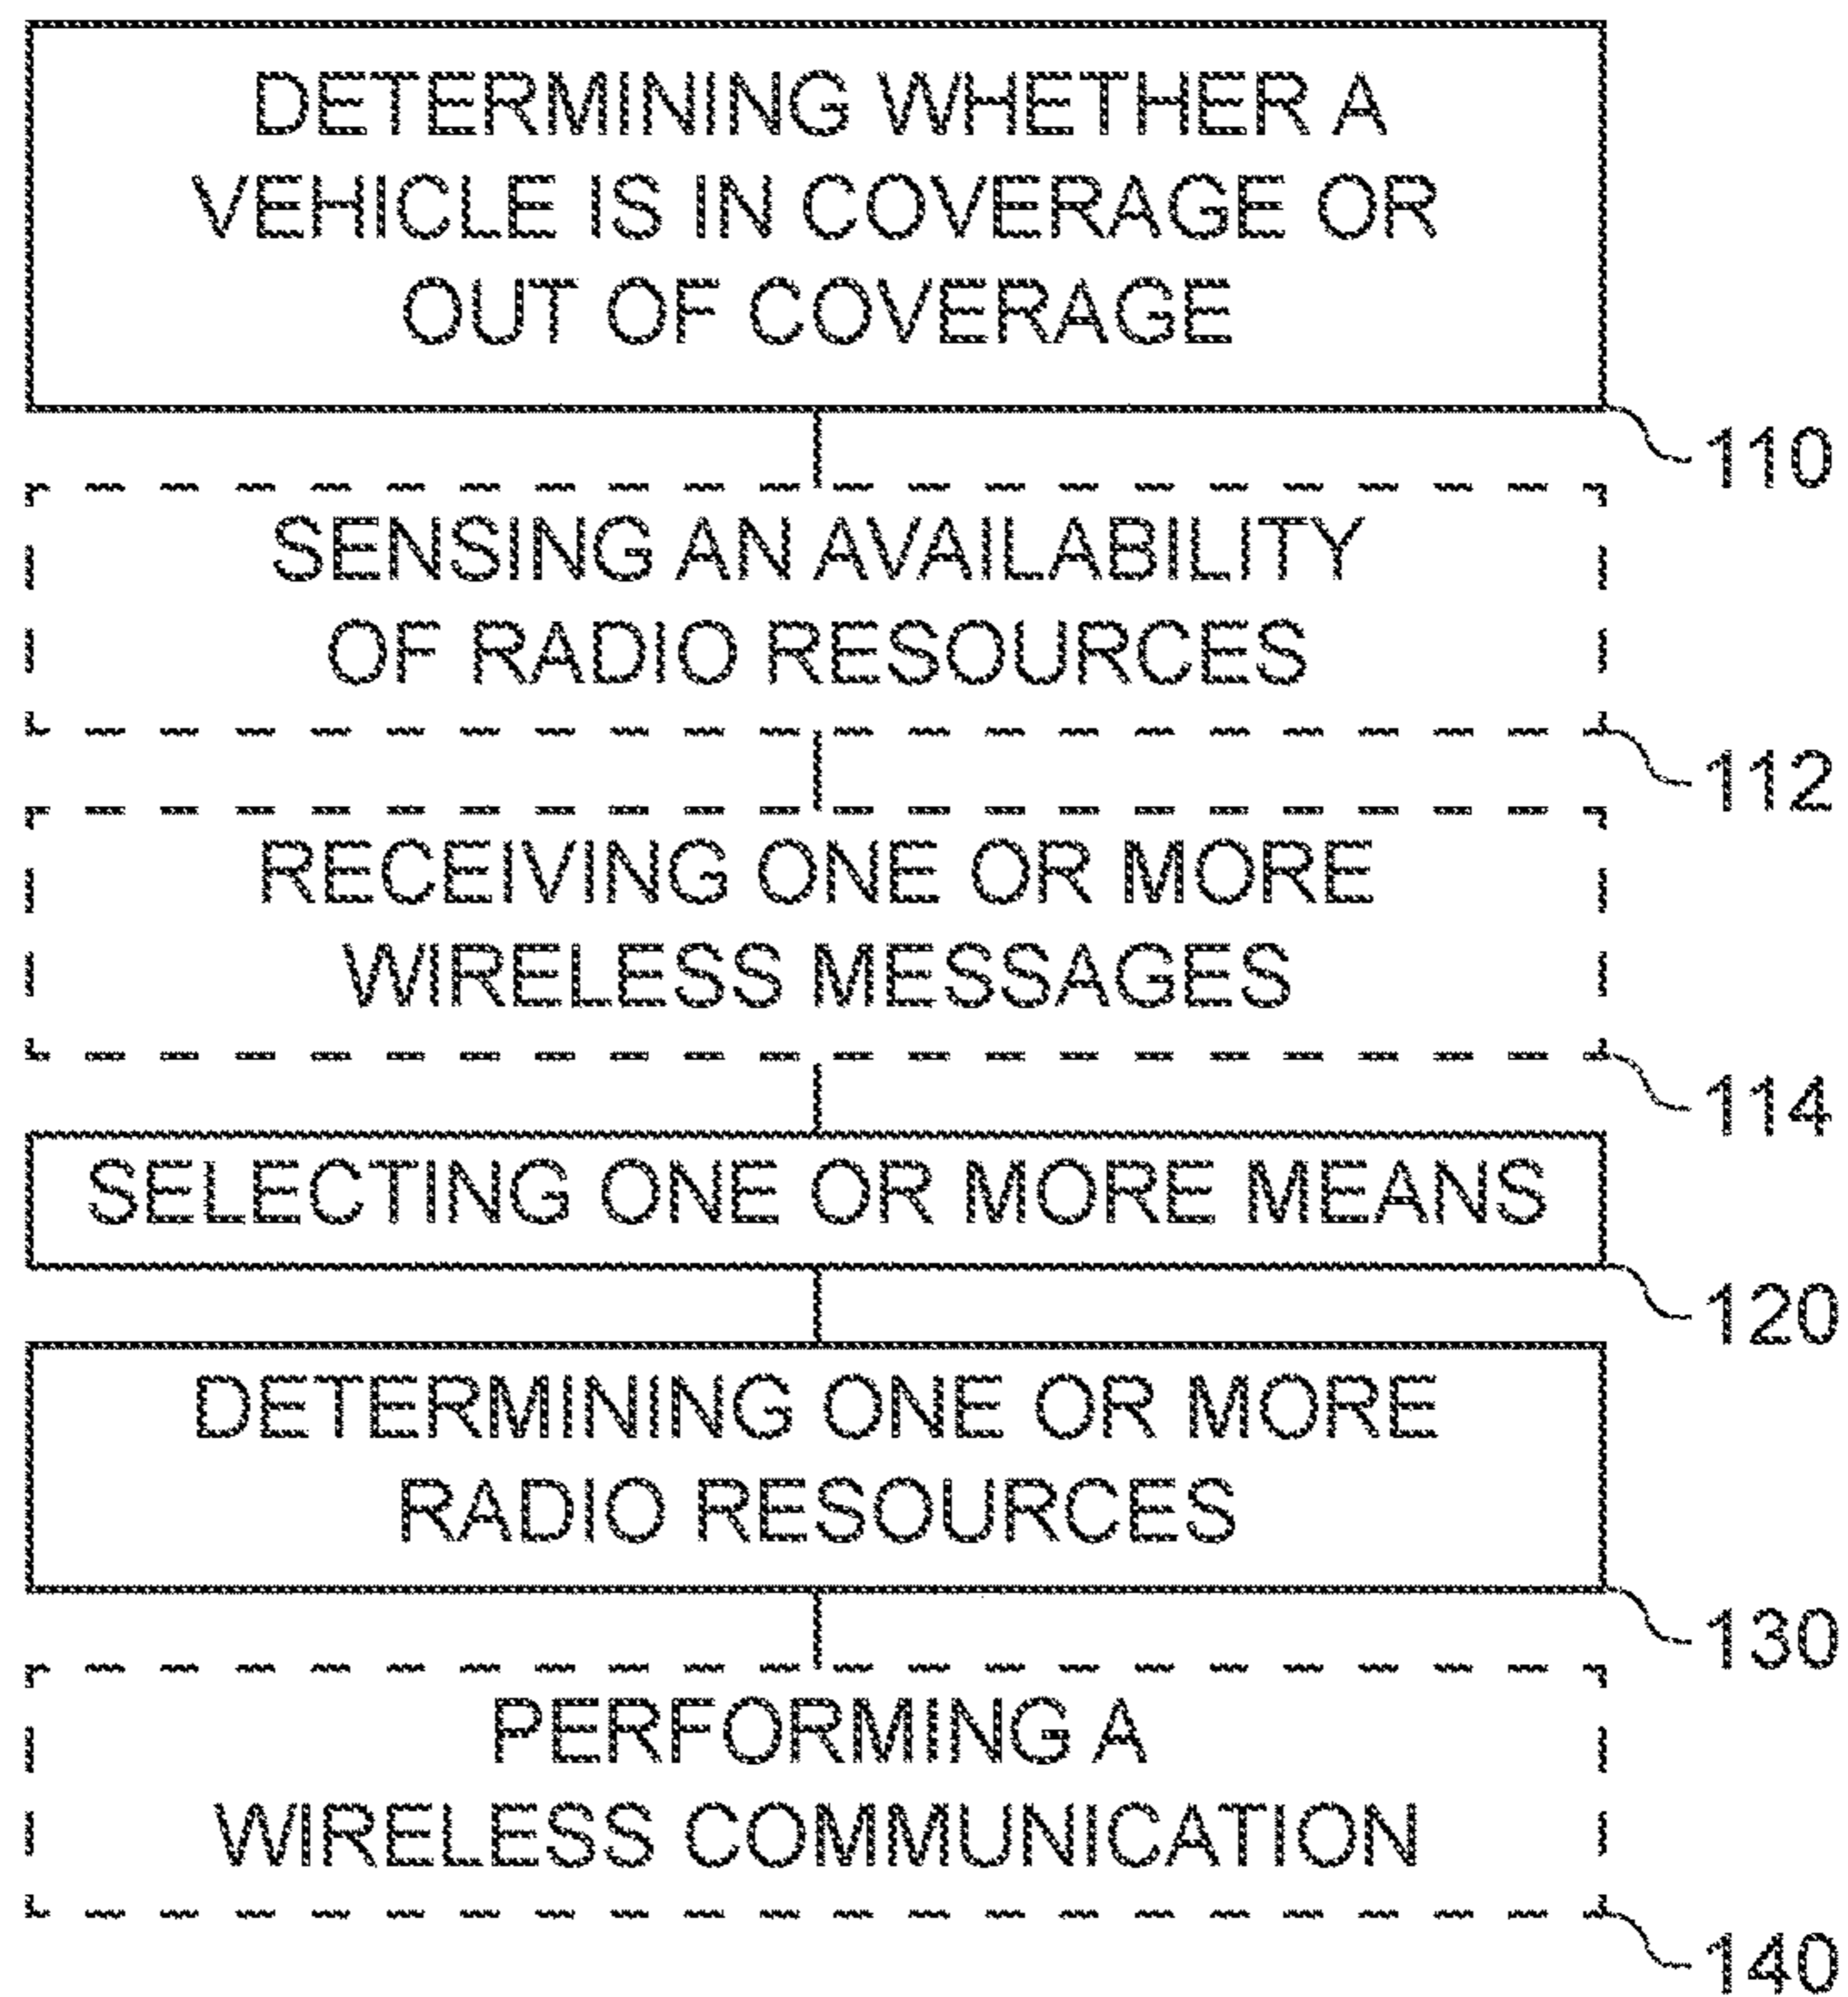 DETERMINING WHETHER A
VEHICLE IS IN COVERAGE OR
OUT OF COVERAGE
110
SENSING AN AVAILABILITY
OF RADIO RESOURCES
112
RECEIVING ONE OR MORE
WIRELESS MESSAGES
114
SELECTING ONE OR MORE MEANS
120
DETERMINING ONE OR MORE
RADIO RESOURCES
130
PERFORMING A
WIRELESS COMMUNICATION
140